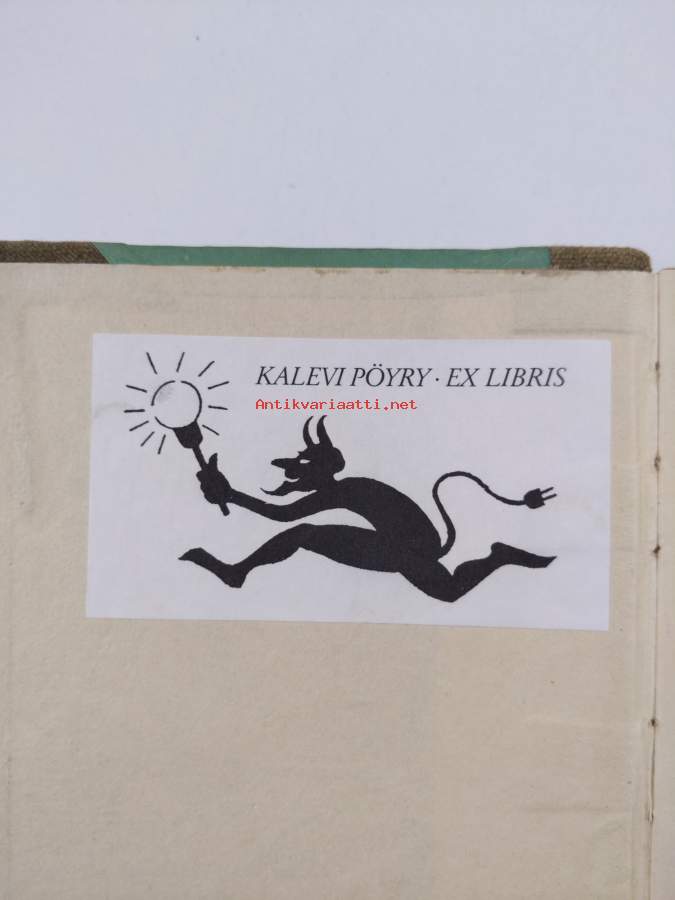 KALEVI PÖYRY · EX LIBRIS
Antikvariaatti.net